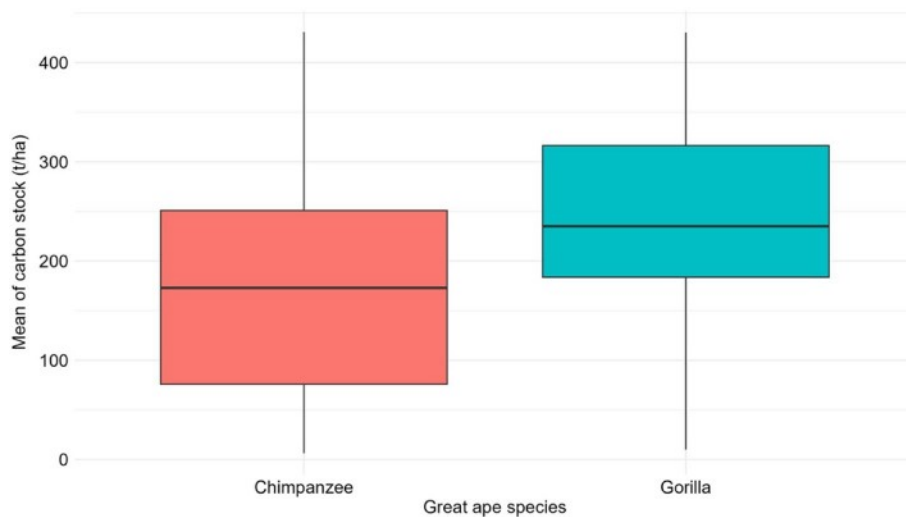 400
300
200
100
0
Mean of carbon stock (t/ha)
Chimpanzee
Gorilla
Great ape species